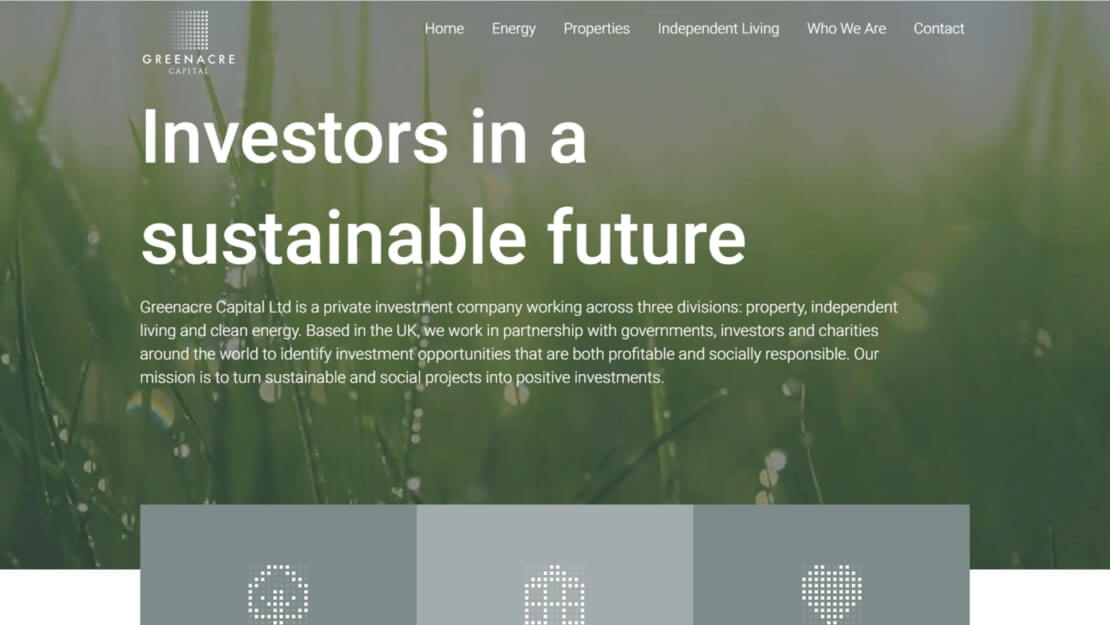 GREENACRE
CAPITAL
Home Energy Properties Independent Living Who We Are Contact
Investors in a
sustainable future
Greenacre Capital Ltd is a private investment company working across three divisions: property, independent
living and clean energy. Based in the UK, we work in partnership with governments, investors and charities
around the world to identify investment opportunities that are both profitable and socially responsible. Our
mission is to turn sustainable and social projects into positive investments.